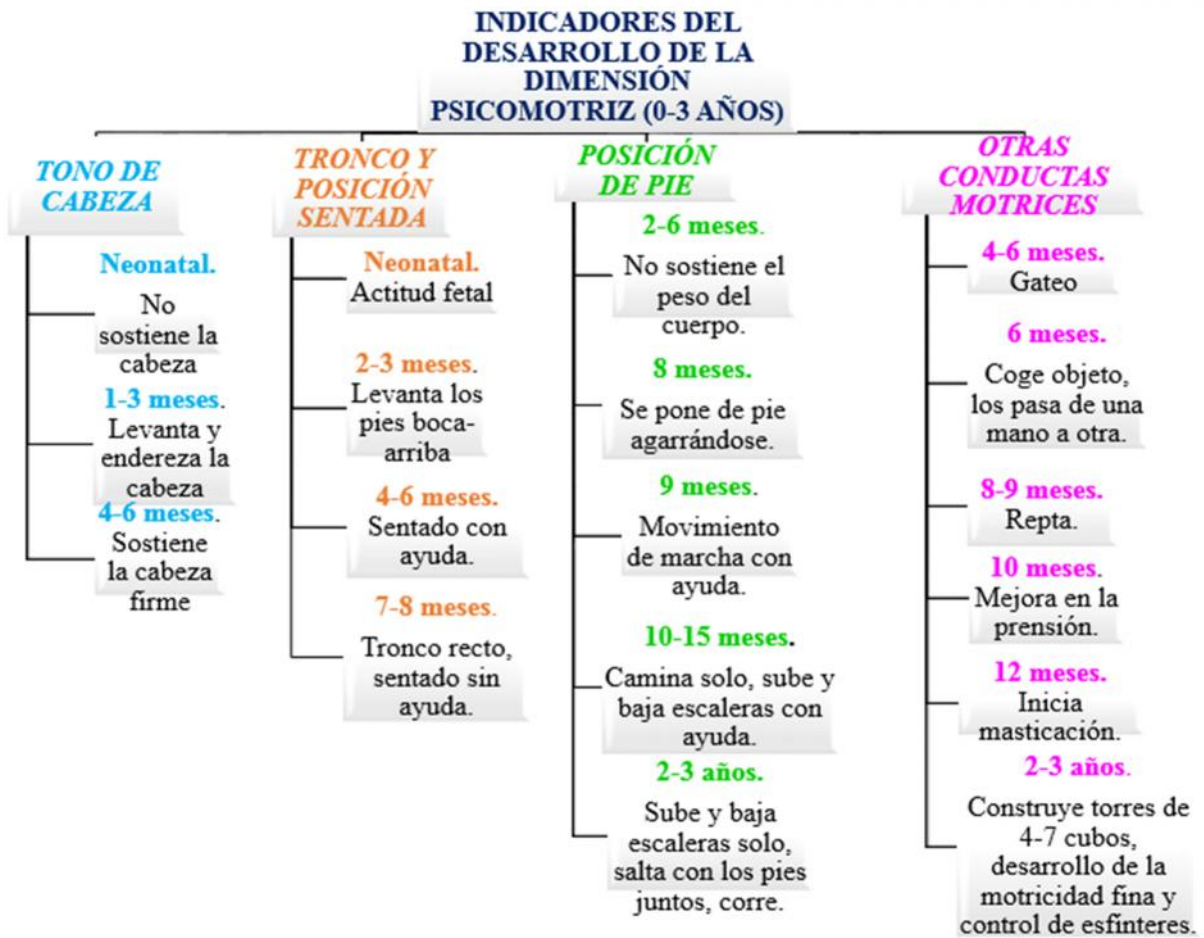 INDICADORES DEL
DESARROLLO DE LA
DIMENSIÓN
PSICOMOTRIZ (0-3 AÑOS)
TONO DE
CABEZA
Neonatal.
No
sostiene la
cabeza
1-3 meses.
Levanta y
endereza la
cabeza
4-6 meses.
Sostiene
la cabeza
firme
TRONCO Y
POSICIÓN
SENTADA
Neonatal.
Actitud fetal
2-3 meses.
Levanta los
pies boca-
arriba
4-6 meses.
Sentado con
ayuda.
7-8 meses.
Tronco recto,
sentado sin
ayuda.
POSICIÓN
DE PIE
2-6 meses.
No sostiene el
peso del
cuerpo.
8 meses.
Se pone de pie
agarrándose.
9 meses.
Movimiento
de marcha con
ayuda.
10-15 meses.
Camina solo, sube y
baja escaleras con
ayuda.
2-3 años.
Sube y baja
escaleras solo,
salta con los pies
juntos, corre.
OTRAS
CONDUCTAS
MOTRICES
4-6 meses.
Gateo
6 meses.
Coge objeto,
los pasa de una
mano a otra.
8-9 meses.
Repta.
10 meses.
Mejora en la
prensión.
12 meses.
Inicia
masticación.
2-3 años.
Construye torres de
4-7 cubos,
desarrollo de la
motricidad fina y
control de esfínteres.